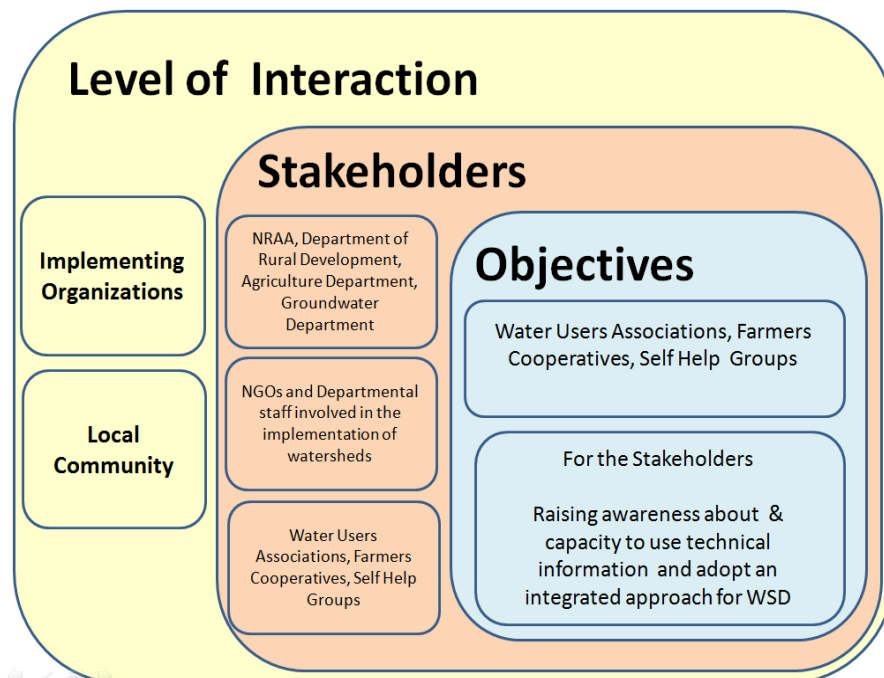 Level of Interaction
Stakeholders
Objectives
Implementing
Organizations
Local
Community
NRAA, Department of
Rural Development,
Agriculture Department,
Groundwater
Department
NGOs and Departmental
staff involved in the
implementation of
watersheds
Water Users
Associations, Farmers
Cooperatives, Self Help
Groups
Water Users Associations, Farmers
Cooperatives, Self Help Groups
For the Stakeholders
Raising awareness about &
capacity to use technical
information and adopt an
integrated approach for WSD